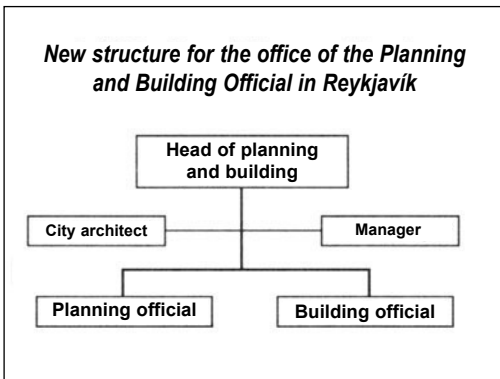 New structure for the office of the Planning
and Building Official in Reykjavík
Head of planning
and building
City architect
Manager
Planning official
Building official